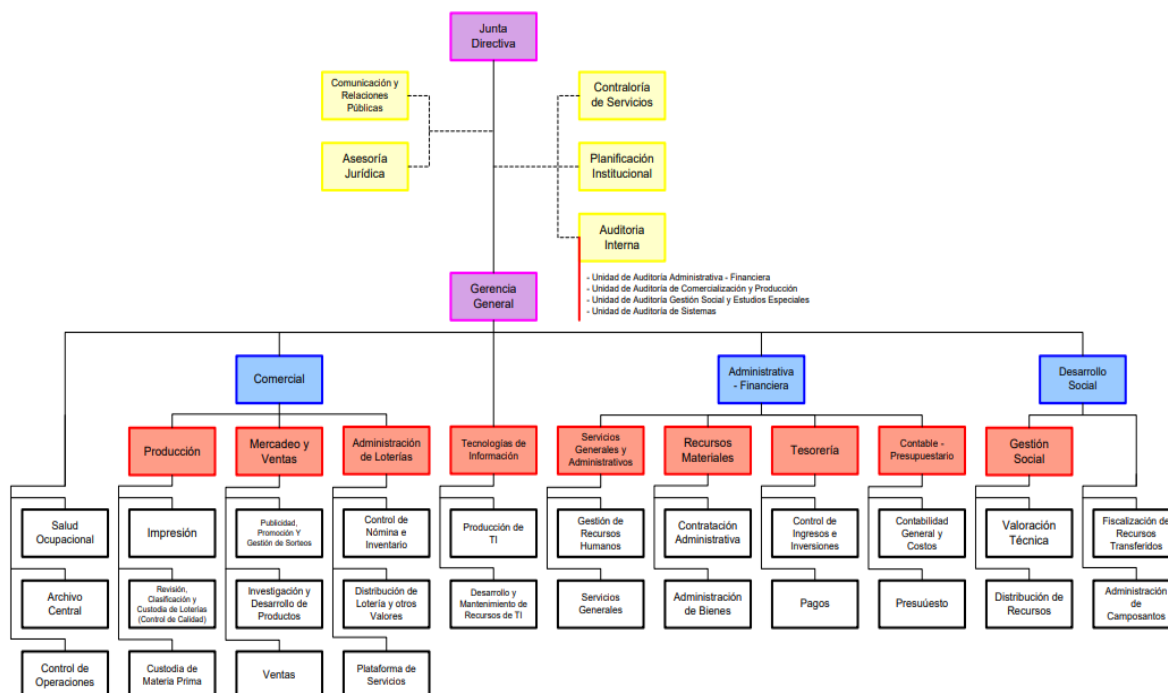 Junta
Directiva
Comunicación y
Relaciones
Públicas
Contraloría
de Servicios
Asesoría
Jurídica
Planificación
Institucional
Auditoria
Interna
- Unidad de Auditoría Administrativa - Financiera
- Unidad de Auditoría de Comercialización y Producción
- Unidad de Auditoría Gestión Social y Estudios Especiales
- Unidad de Auditoría de Sistemas
Gerencia
General
Comercial
Administrativa
- Financiera
Desarrollo
Social
Producción
Mercadeo y
Ventas
Administración
de Loterías
Tecnologías de
Información
Servicios
Generales y
Administrativos
Recursos
Materiales
Tesorería
Contable -
Presupuestario
Gestión
Social
Salud
Ocupacional
Impresión
Publicidad,
Promoción Y
Gestión de Sorteos
Control de
Nómina e
Inventario
Producción de
TI
Gestión de
Recursos
Humanos
Contratación
Administrativa
Control de
Ingresos e
Inversiones
Contabilidad
General y
Costos
Valoración
Técnica
Fiscalización de
Recursos
Transferidos
Archivo
Central
Revisión,
Clasificación y
Custodia de Loterías
(Control de Calidad)
Investigación y
Desarrollo de
Productos
Distribución de
Lotería y otros
Valores
Desarrollo y
Mantenimiento de
Recursos de TI
Servicios
Generales
Administración
de Bienes
Pagos
Presuúesto
Distribución de
Recursos
Administración
de
Camposantos
Control de
Operaciones
Custodia de
Materia Prima
Ventas
Plataforma de
Servicios